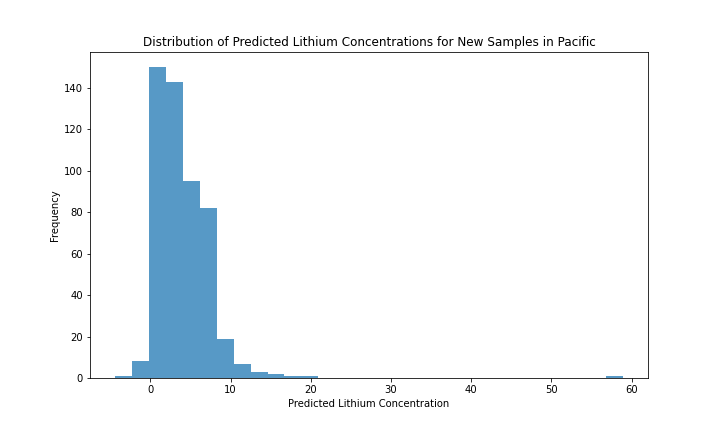 Distribution of Predicted Lithium Concentrations for New Samples in Pacific
140
120
100
80
60
40
20
0
Frequency
0 10 20 30 40 50 60
Predicted Lithium Concentration